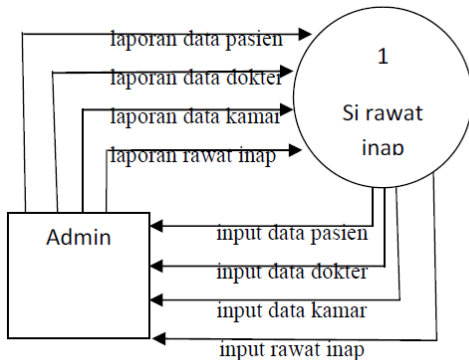 laporan data pasien
laporan data dokter
laporan data kamar
laporan rawat inap
1
Si rawat
inap
Admin
input data pasien
input data dokter
input data kamar
input rawat inap